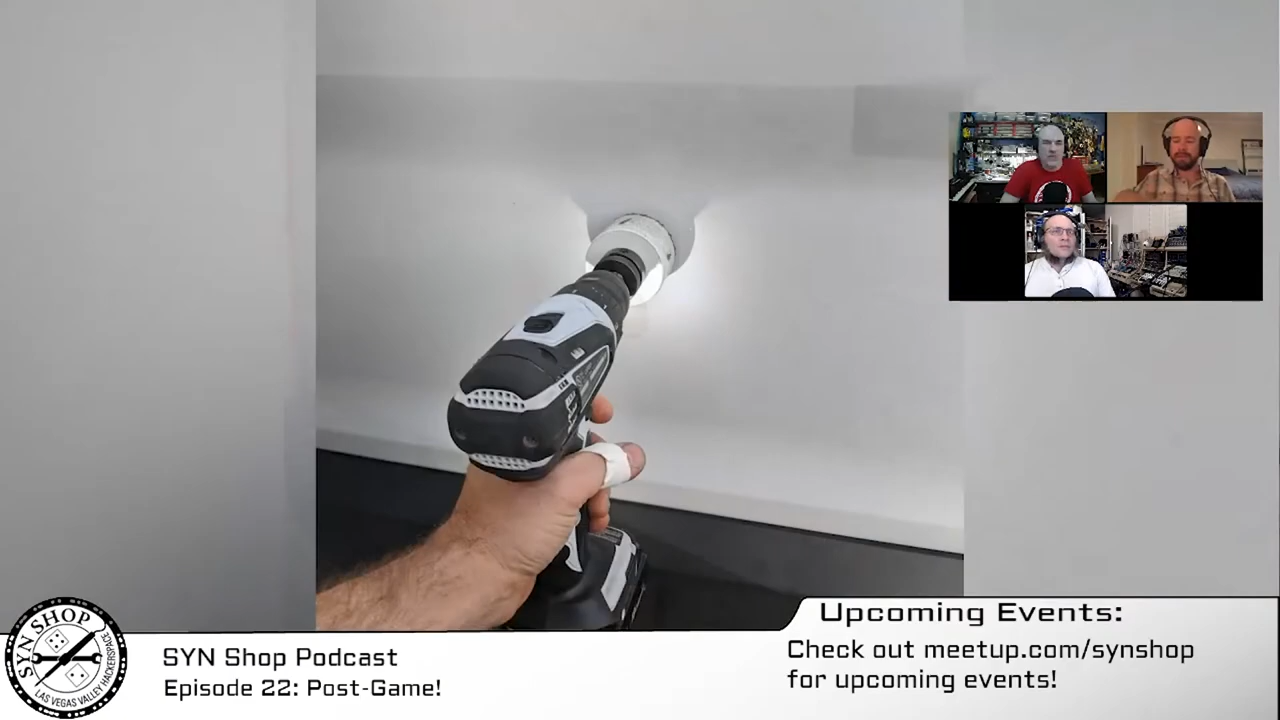 SYN SHOP
LAS VEGAS VALLEY HACKERSPACE
SYN Shop Podcast
Episode 22: Post-Game!
Upcoming Events:
Check out meetup.com/synshop
for upcoming events!